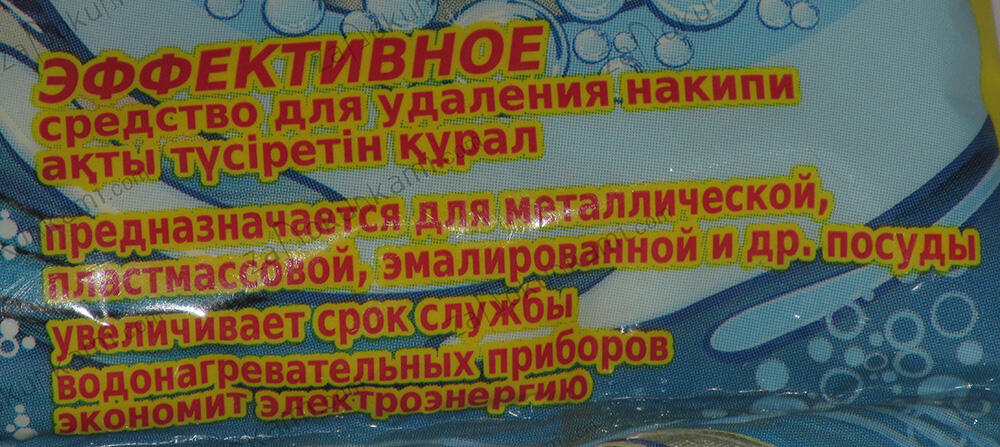 ЭФФЕКТИВНОЕ
средство для удаления накипи
ақты түсіретін құрал
предназначается для металлической,
пластмассовой, эмалированной и др. посуды
увеличивает срок службы
водонагревательных приборов
экономит электроэнергию